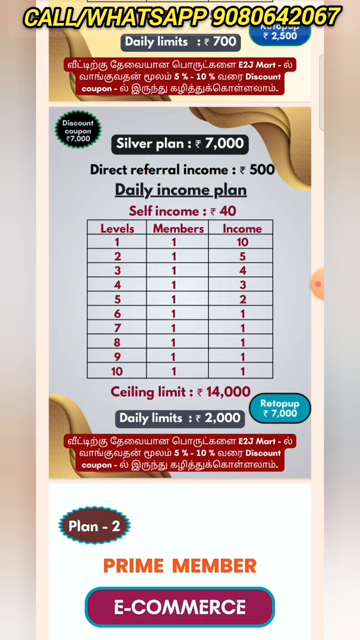 CALL/WHATSAPP 9080642067
Retopup
₹ 2,500
Daily limits : ₹ 700
வீட்டிற்கு தேவையான பொருட்களை E2J Mart - ல்
வாங்குவதன் மூலம் 5 % - 10 % வரை Discount
coupon - ல் இருந்து கழித்துக்கொள்ளலாம்.
Discount
coupon
₹7,000
Silver plan : ₹ 7,000
Direct referral income : ₹ 500
Daily income plan
Self income : ₹ 40
Levels Members Income
1 1 10
2 1 5
3 1 4
4 1 3
5 1 2
6 1 1
7 1 1
8 1 1
9 1 1
10 1 1
Ceiling limit : ₹ 14,000
Retopup
₹ 7,000
Daily limits : ₹ 2,000
வீட்டிற்கு தேவையான பொருட்களை E2J Mart - ல்
வாங்குவதன் மூலம் 5 % - 10 % வரை Discount
coupon - ல் இருந்து கழித்துக்கொள்ளலாம்.
Plan - 2
PRIME MEMBER
E-COMMERCE